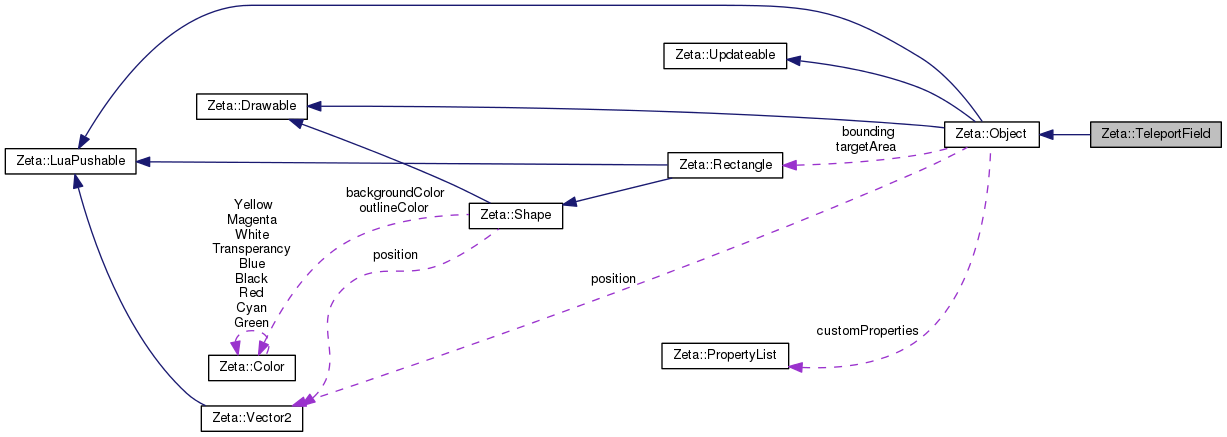 Zeta::Updateable
Zeta::Drawable
Zeta::Object
Zeta::TeleportField
bounding
targetArea
Zeta::LuaPushable
Zeta::Rectangle
backgroundColor
outlineColor
Zeta::Shape
Yellow
Magenta
White
Transperancy
Blue
Black
Red
Cyan
Green
position
position
customProperties
Zeta::PropertyList
Zeta::Color
Zeta::Vector2